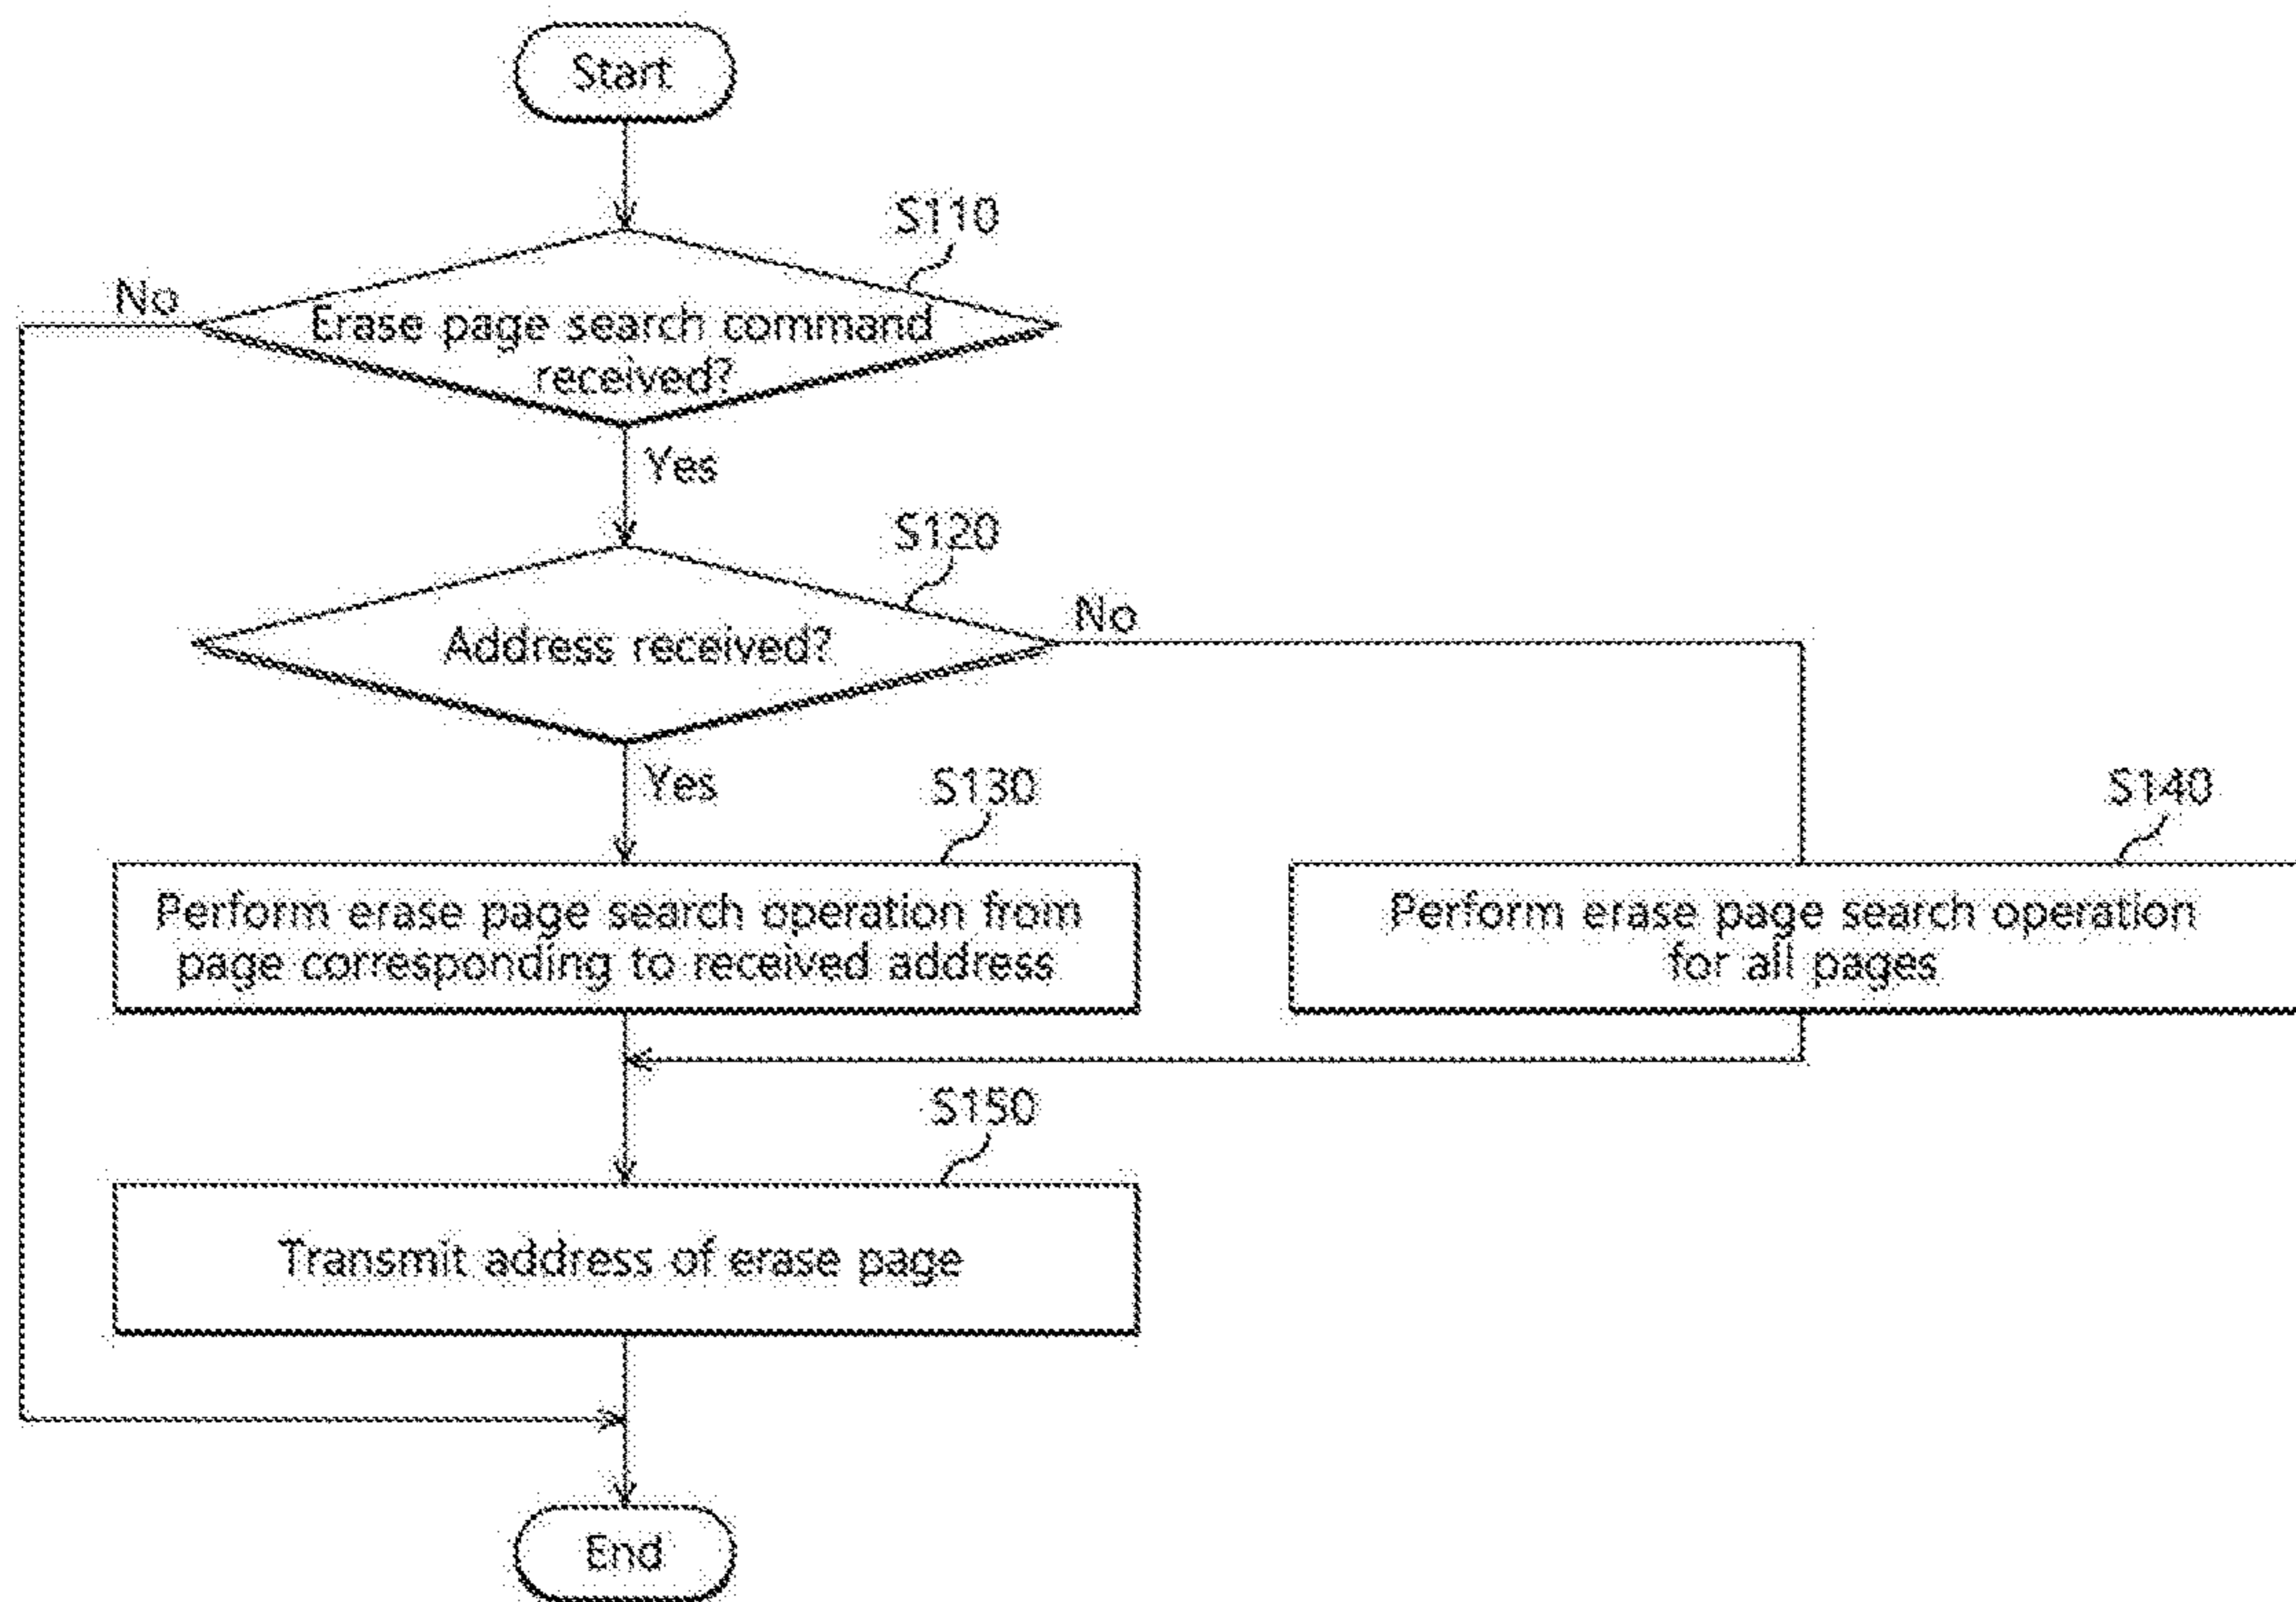 Start
S110
No
Erase page search command
received?
Yes
S120
No
Address received?
Yes
S130
S140
Perform erase page search operation from
page corresponding to received address
Perform erase page search operation
for all pages
S150
Transmit address of erase page
End